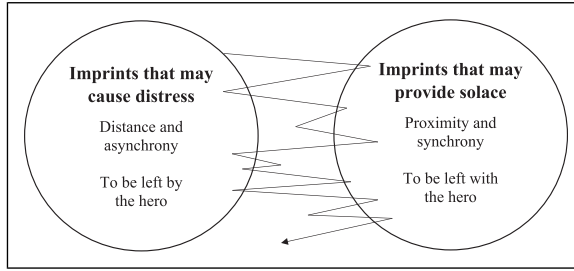 Imprints that may
cause distress
Distance and
asynchrony
To be left by
the hero
Imprints that may
provide solace
Proximity and
synchrony
To be left with
the hero